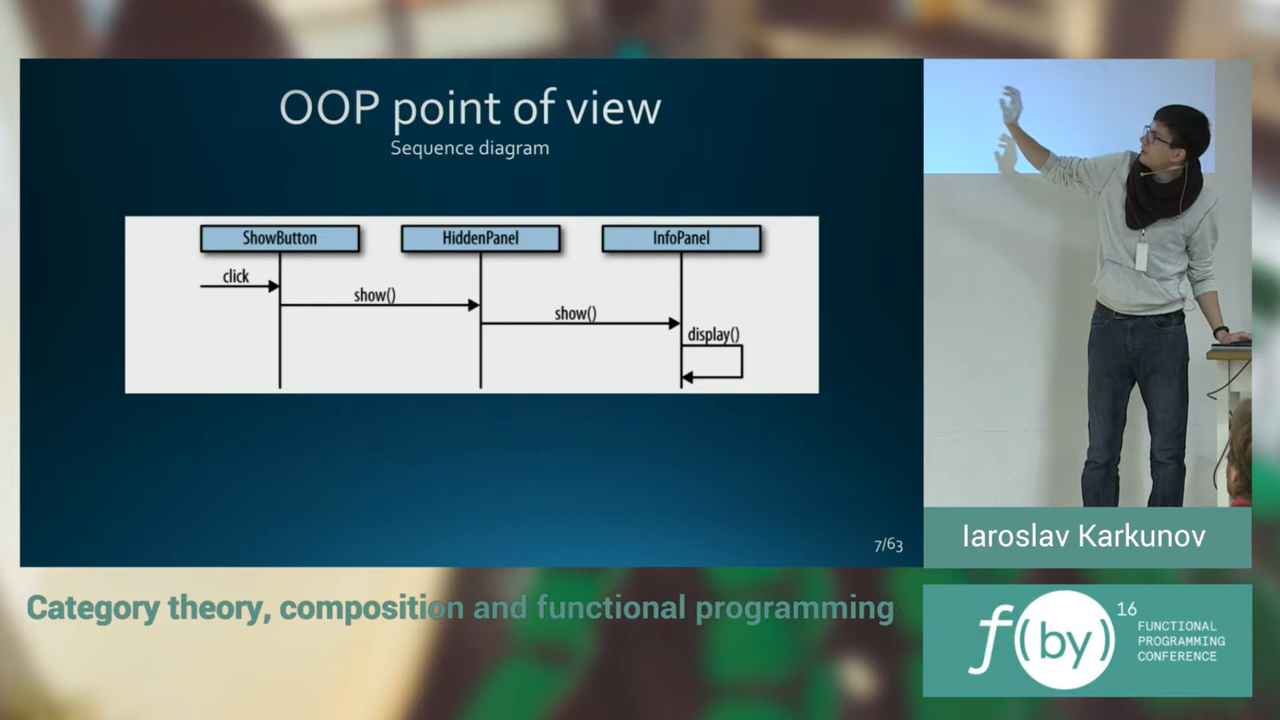 OOP point of view
Sequence diagram
ShowButton
HiddenPanel
InfoPanel
click
show()
show()
display()
7/63
Iaroslav Karkunov
Category theory, composition and functional programming
f(by) 16
FUNCTIONAL
PROGRAMMING
CONFERENCE